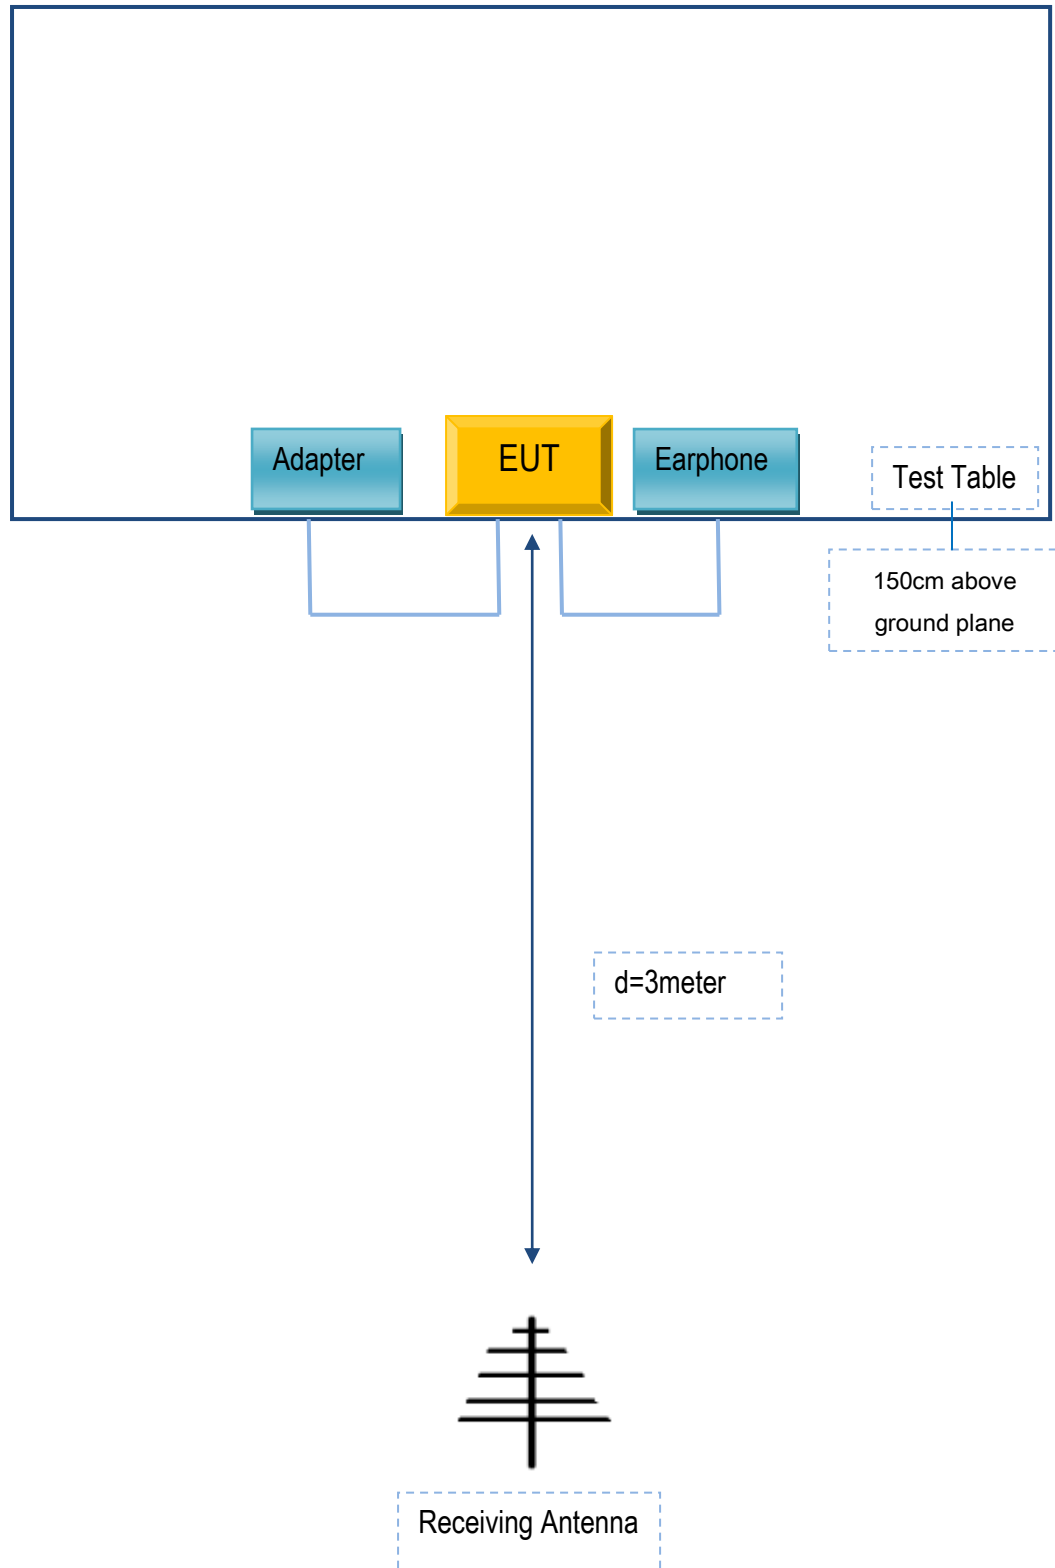 Adapter
EUT
Earphone
Test Table
150cm above
ground plane
d=3meter
Receiving Antenna